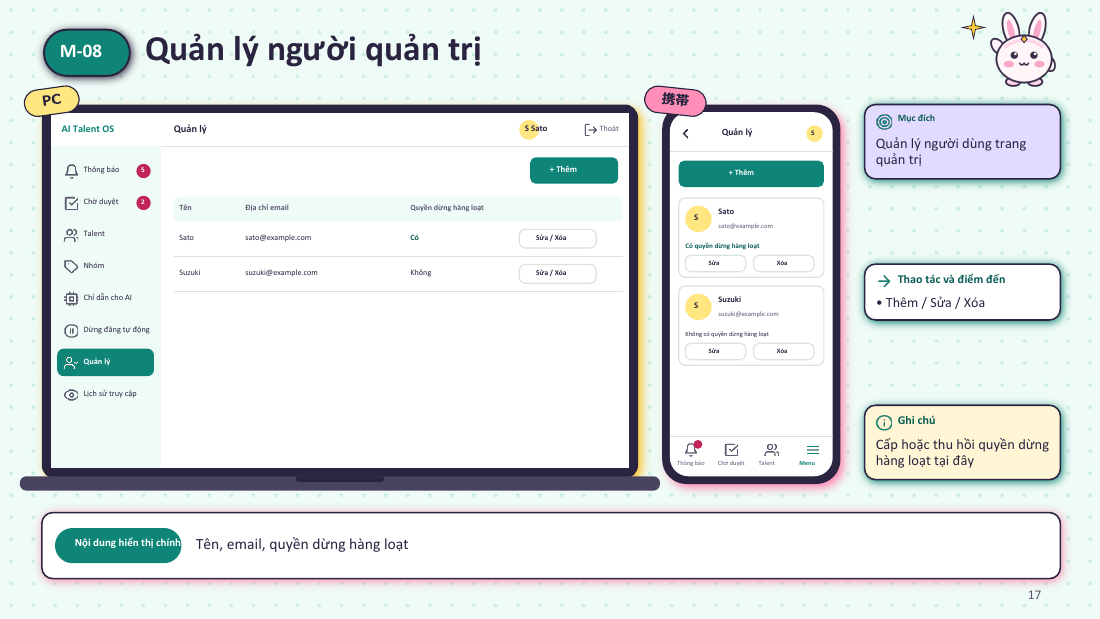 M-08
Quản lý người quản trị
PC
AI Talent OS
Quản lý
S Sato
Thoát
Thông báo 5
Chờ duyệt 2
Talent
Nhóm
Chỉ dẫn cho AI
Dừng đăng tự động
Quản lý
Lịch sử truy cập
+ Thêm
Tên Địa chỉ email Quyền dừng hàng loạt
Sato sato@example.com Có Sửa / Xóa
Suzuki suzuki@example.com Không Sửa / Xóa
携帯
Quản lý S
+ Thêm
S Sato
sato@example.com
Có quyền dừng hàng loạt
Sửa Xóa
S Suzuki
suzuki@example.com
Không có quyền dừng hàng loạt
Sửa Xóa
Thông báo Chờ duyệt Talent Menu
Mục đích
Quản lý người dùng trang
quản trị
Thao tác và điểm đến
• Thêm / Sửa / Xóa
Ghi chú
Cấp hoặc thu hồi quyền dừng
hàng loạt tại đây
Nội dung hiển thị chính
Tên, email, quyền dừng hàng loạt
17